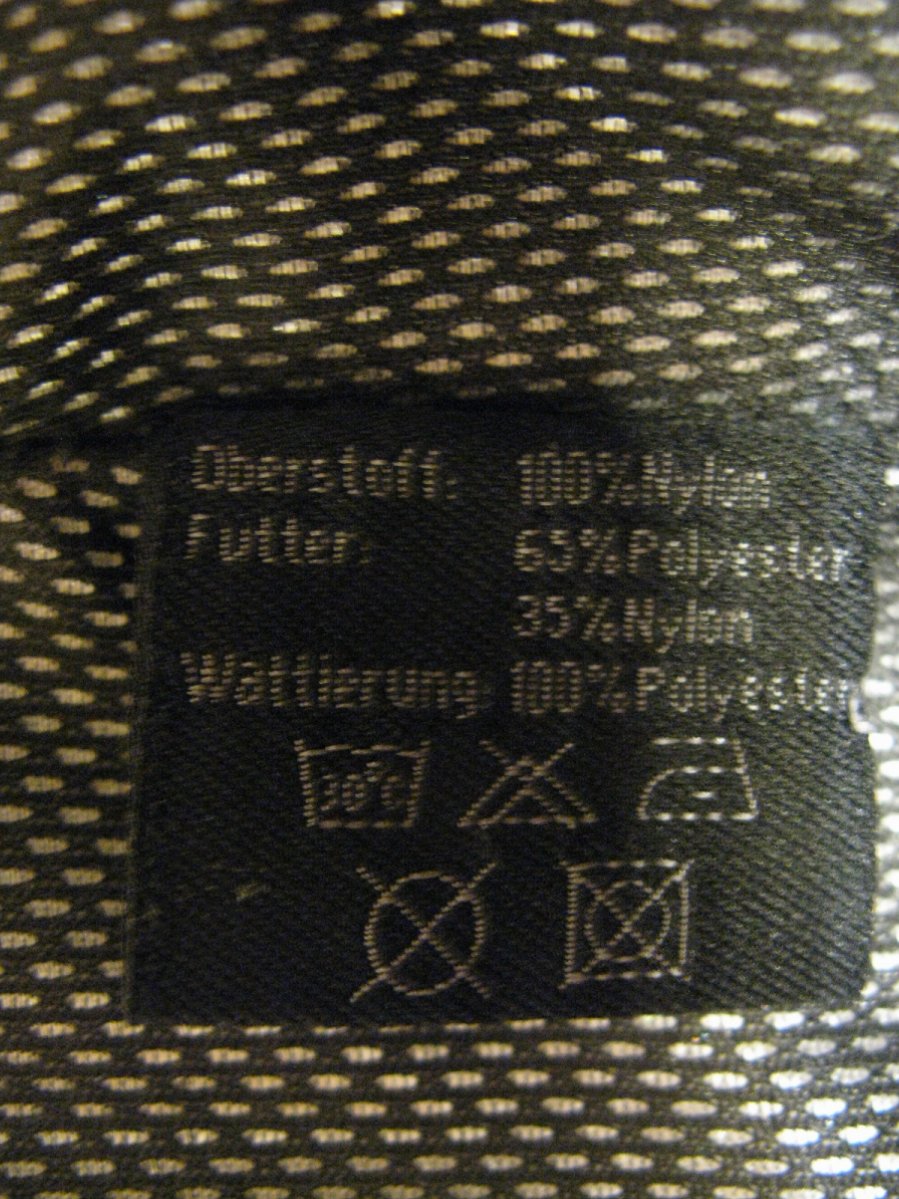 Oberstoff: 100%Nylon
Futter: 65%Polyester
35%Nylon
Wattierung 100%Polyester
30°C